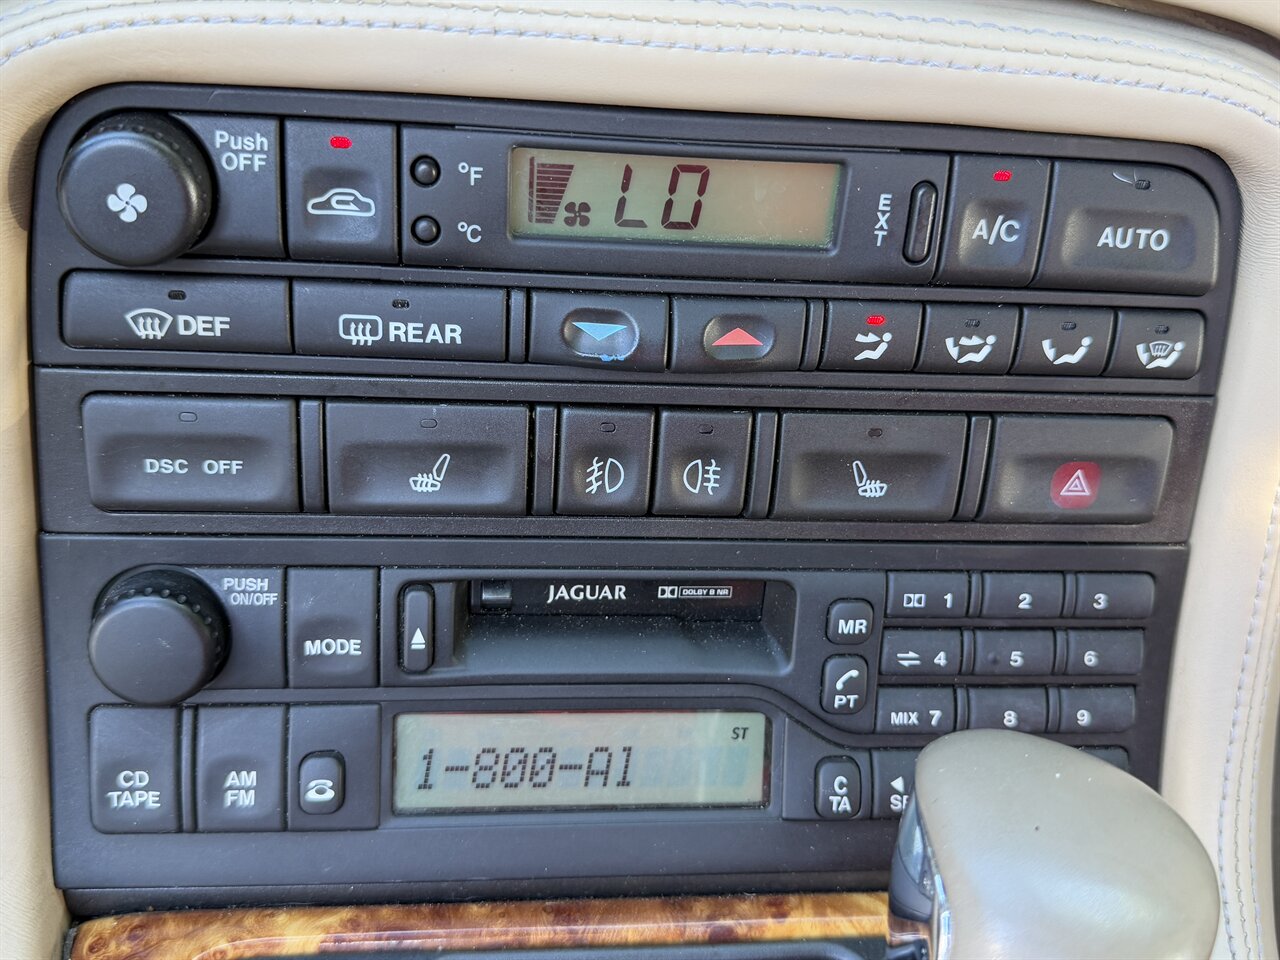 Push
OFF
°F
°C
LO
EXT
A/C
AUTO
DEF
REAR
DSC OFF
PUSH
ON/OFF
MODE
JAGUAR
DOLBY B NR
MR
1
2
3
4
5
6
PT
MIX 7
8
9
CD
TAPE
AM
FM
1-800-A1
ST
C
TA